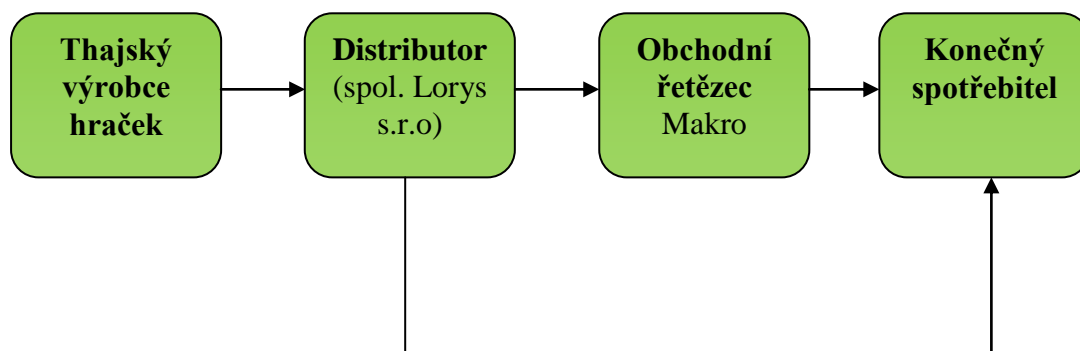 Thajský
výrobce
hraček
Distributor
(spol. Lorys
s.r.o)
Obchodní
řetězec
Makro
Konečný
spotřebitel